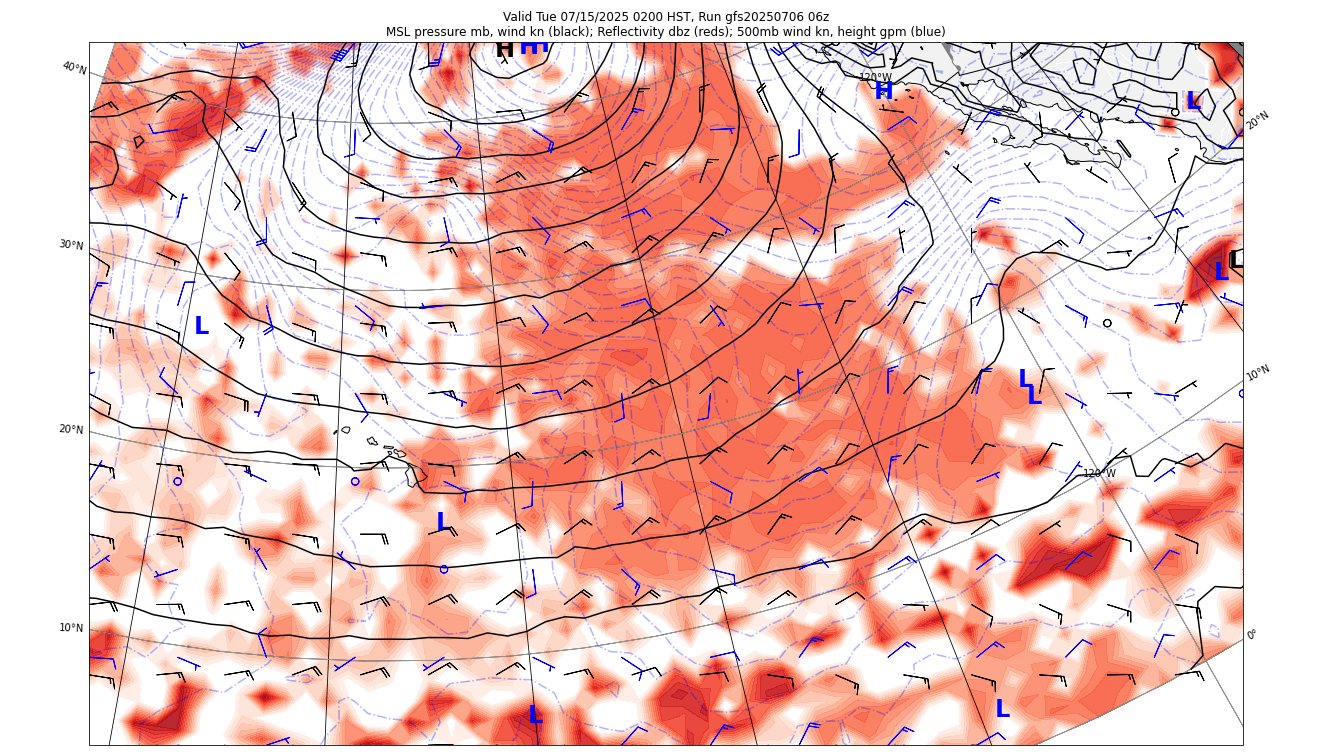 Valid Tue 07/15/2025 0200 HST, Run gfs20250706 06z
MSL pressure mb, wind kn (black); Reflectivity dbz (reds); 500mb wind kn, height gpm (blue)
H H H
40°N
120°W
H
L
20°N
30°N
L
L
L
10°N
L
L
20°N
120°W
L
10°N
0°
L
L